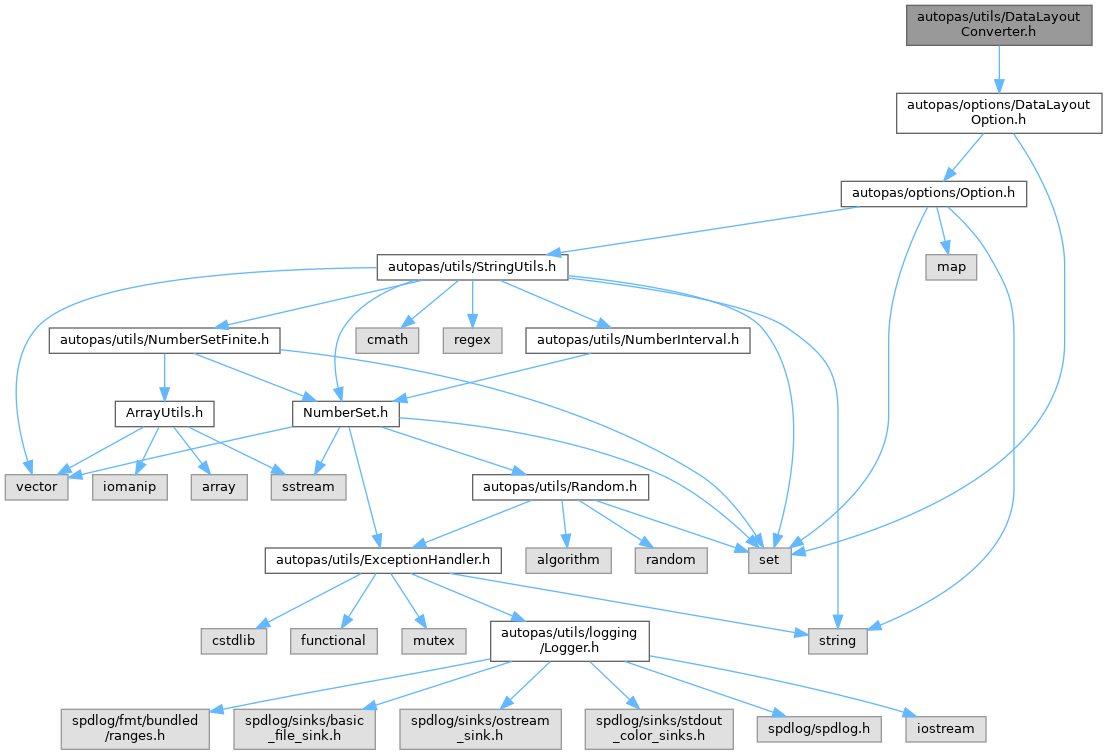 autopas/utils/DataLayout
Converter.h
autopas/options/DataLayout
Option.h
autopas/options/Option.h
autopas/utils/StringUtils.h
map
autopas/utils/NumberSetFinite.h
cmath
regex
autopas/utils/NumberInterval.h
ArrayUtils.h
NumberSet.h
vector
iomanip
array
sstream
autopas/utils/Random.h
autopas/utils/ExceptionHandler.h
algorithm
random
set
cstdlib
functional
mutex
autopas/utils/logging
/Logger.h
string
spdlog/fmt/bundled
/ranges.h
spdlog/sinks/basic
_file_sink.h
spdlog/sinks/ostream
_sink.h
spdlog/sinks/stdout
_color_sinks.h
spdlog/spdlog.h
iostream